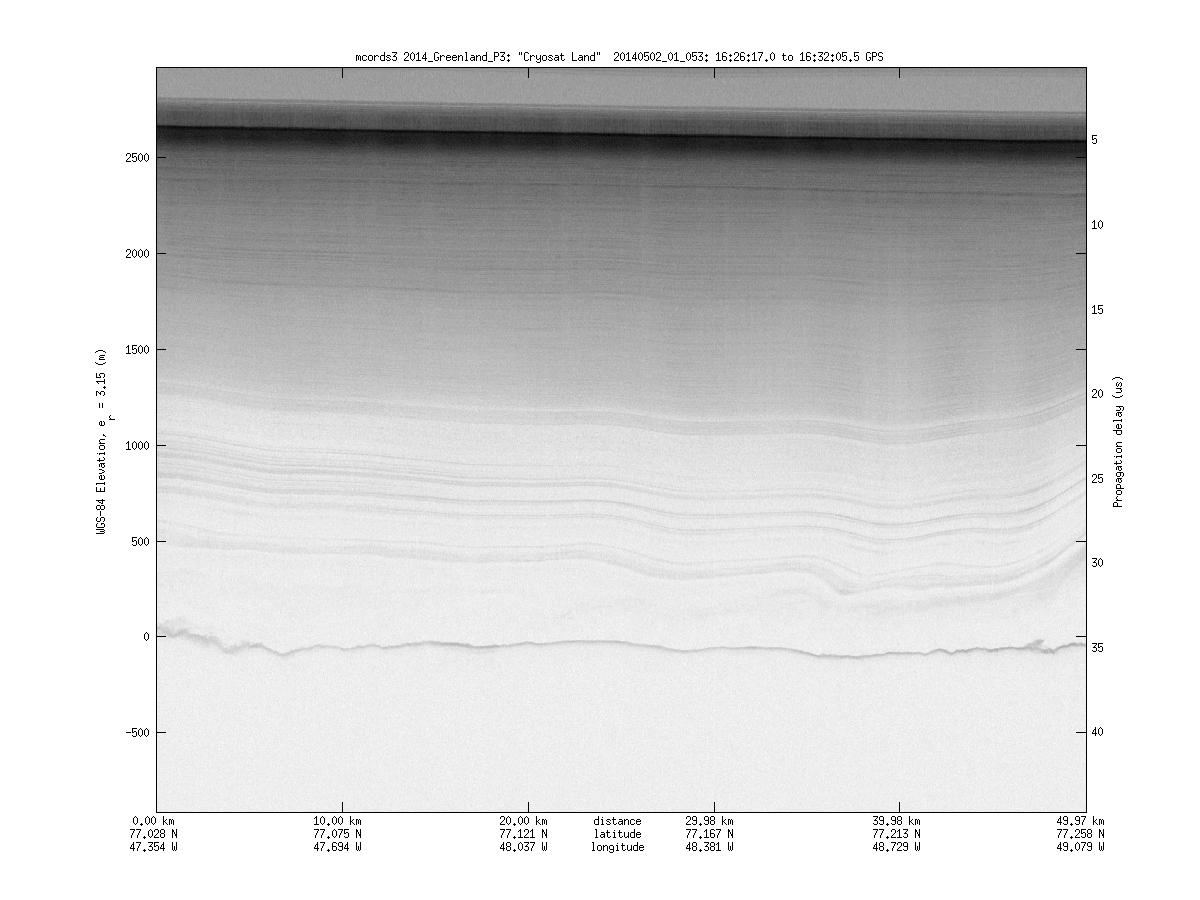 mcords3 2014_Greenland_P3: "Cryosat Land"  20140502_01_053: 16:26:17.0 to 16:32:05.5 GPS
WGS-84 Elevation, e_r = 3.15 (m)
2500
2000
1500
1000
500
0
-500
5
10
15
20
25
30
35
40
Propagation delay (us)
0.00 km 10.00 km 20.00 km distance 29.98 km 39.98 km 49.97 km
77.028 N 77.075 N 77.121 N latitude 77.167 N 77.213 N 77.258 N
47.354 W 47.694 W 48.037 W longitude 48.381 W 48.729 W 49.079 W